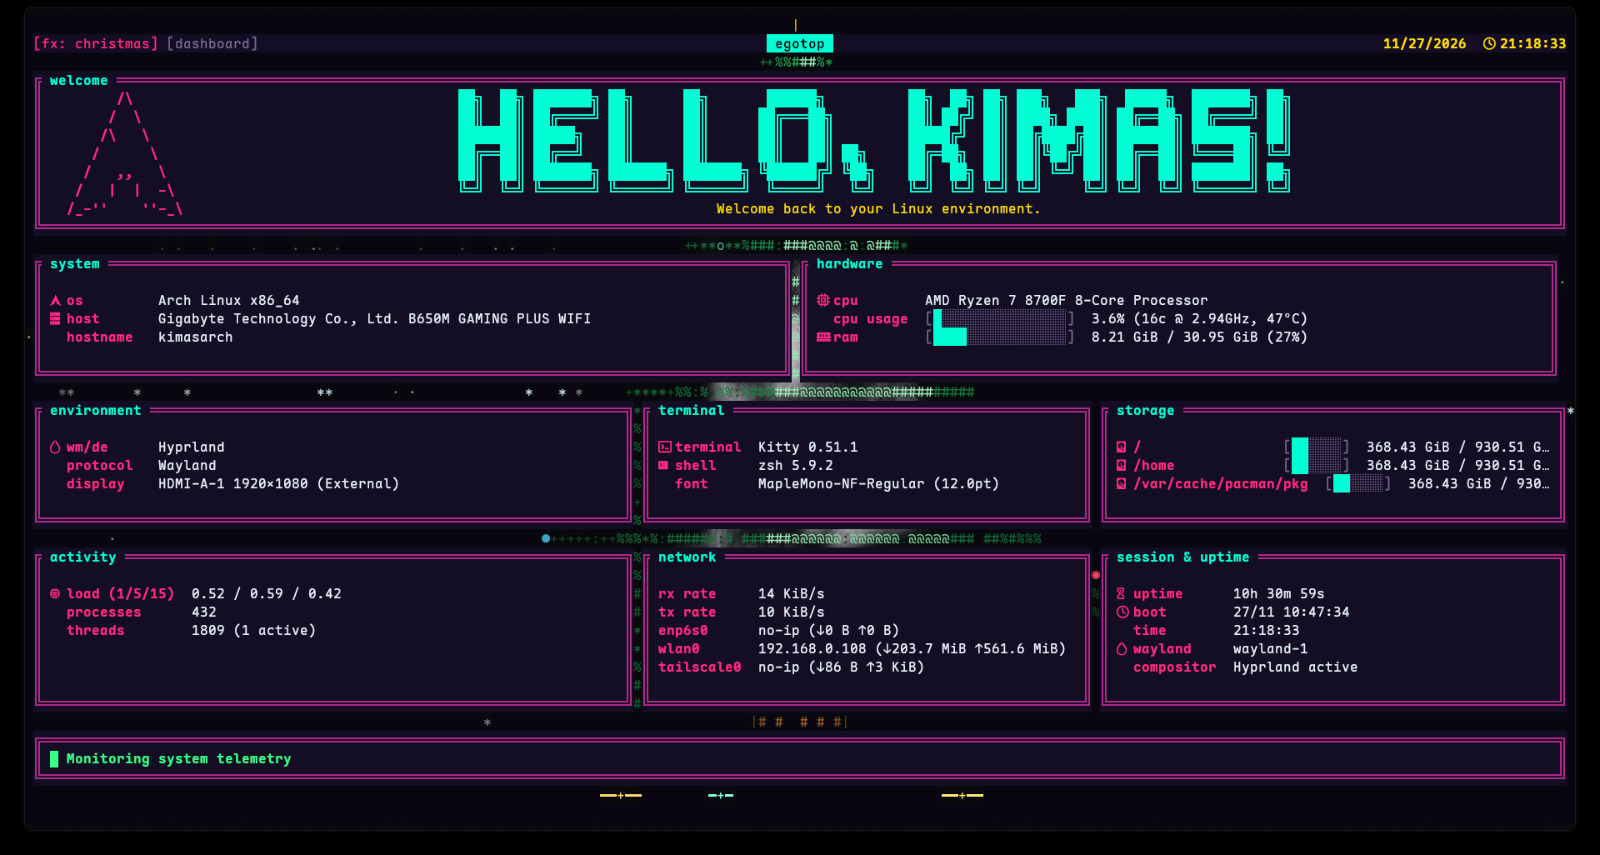 [fx: christmas] [dashboard] egotop 11/27/2026 21:18:33
welcome
HELLO, KIMAS!
Welcome back to your Linux environment.
system
os Arch Linux x86_64
host Gigabyte Technology Co., Ltd. B650M GAMING PLUS WIFI
hostname kimasarch
hardware
cpu AMD Ryzen 7 8700F 8-Core Processor
cpu usage [ ] 3.6% (16c @ 2.94GHz, 47°C)
ram [ ] 8.21 GiB / 30.95 GiB (27%)
environment
wm/de Hyprland
protocol Wayland
display HDMI-A-1 1920×1080 (External)
terminal
terminal Kitty 0.51.1
shell zsh 5.9.2
font MapleMono-NF-Regular (12.0pt)
storage
/ [ ] 368.43 GiB / 930.51 G…
/home [ ] 368.43 GiB / 930.51 G…
/var/cache/pacman/pkg [ ] 368.43 GiB / 930…
activity
load (1/5/15) 0.52 / 0.59 / 0.42
processes 432
threads 1809 (1 active)
network
rx rate 14 KiB/s
tx rate 10 KiB/s
enp6s0 no-ip (↓0 B ↑0 B)
wlan0 192.168.0.108 (↓203.7 MiB ↑561.6 MiB)
tailscale0 no-ip (↓86 B ↑3 KiB)
session & uptime
uptime 10h 30m 59s
boot 27/11 10:47:34
time 21:18:33
wayland wayland-1
compositor Hyprland active
Monitoring system telemetry